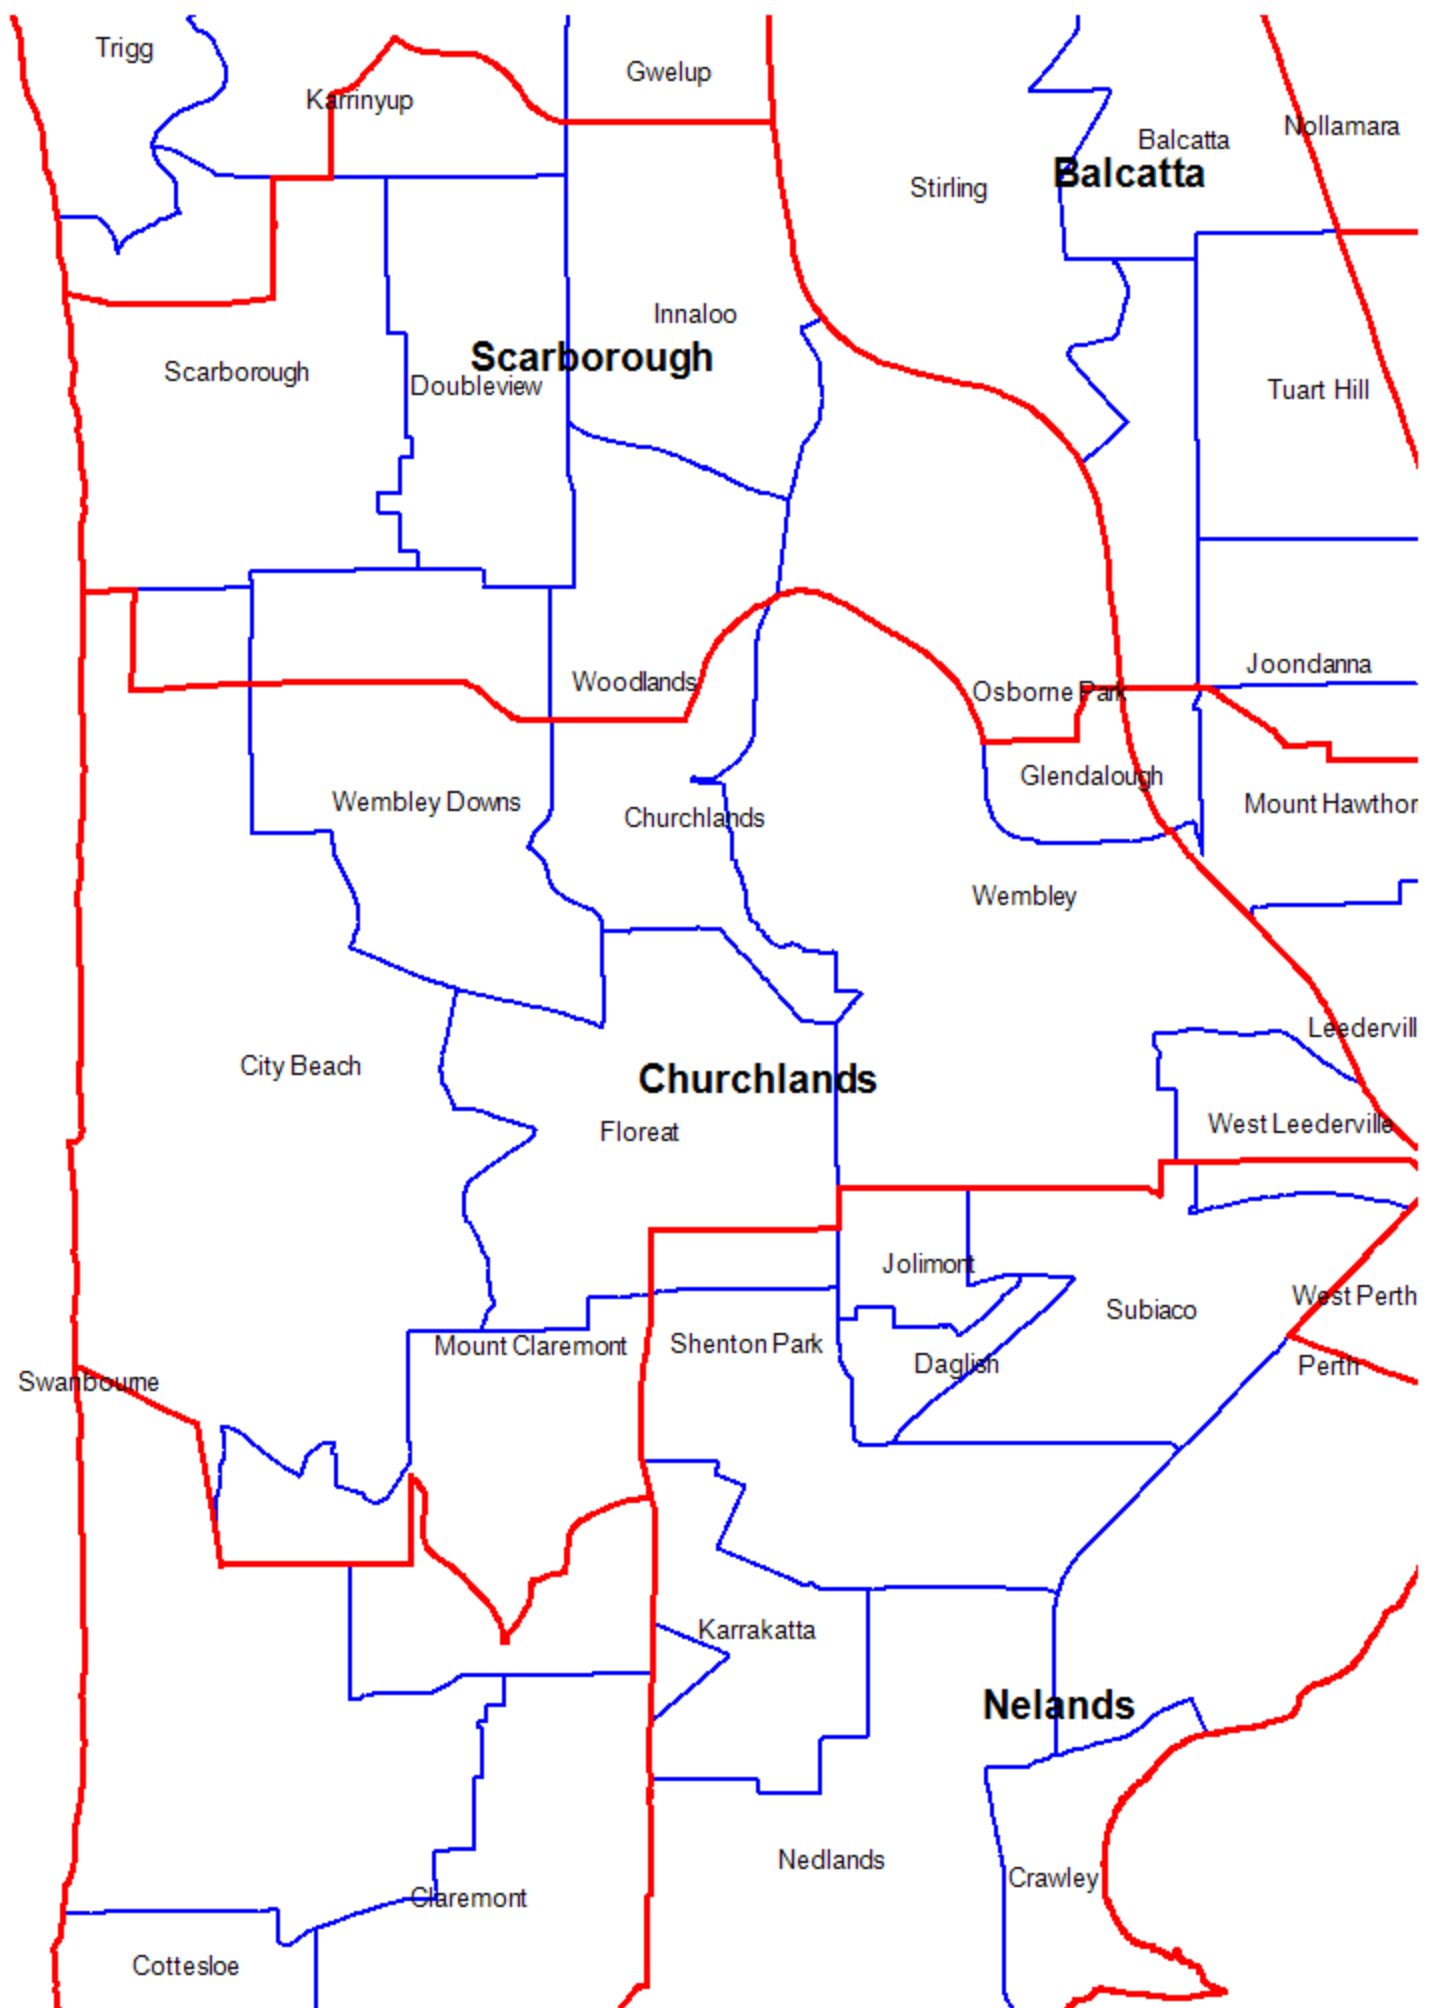 Trigg
Gwelup
Karrinyup
Nollamara
Balcatta
Balcatta
Stirling
Innaloo
Scarborough
Scarborough
Doubleview
Tuart Hill
Joondanna
Woodlands
Osborne Park
Glendalough
Wembley Downs
Mount Hawthor
Churchlands
Wembley
Leedervill
City Beach
Churchlands
West Leederville
Floreat
Jolimont
West Perth
Subiaco
Mount Claremont
Shenton Park
Daglish
Perth
Swanbourne
Karrakatta
Nelands
Nedlands
Crawley
Claremont
Cottesloe